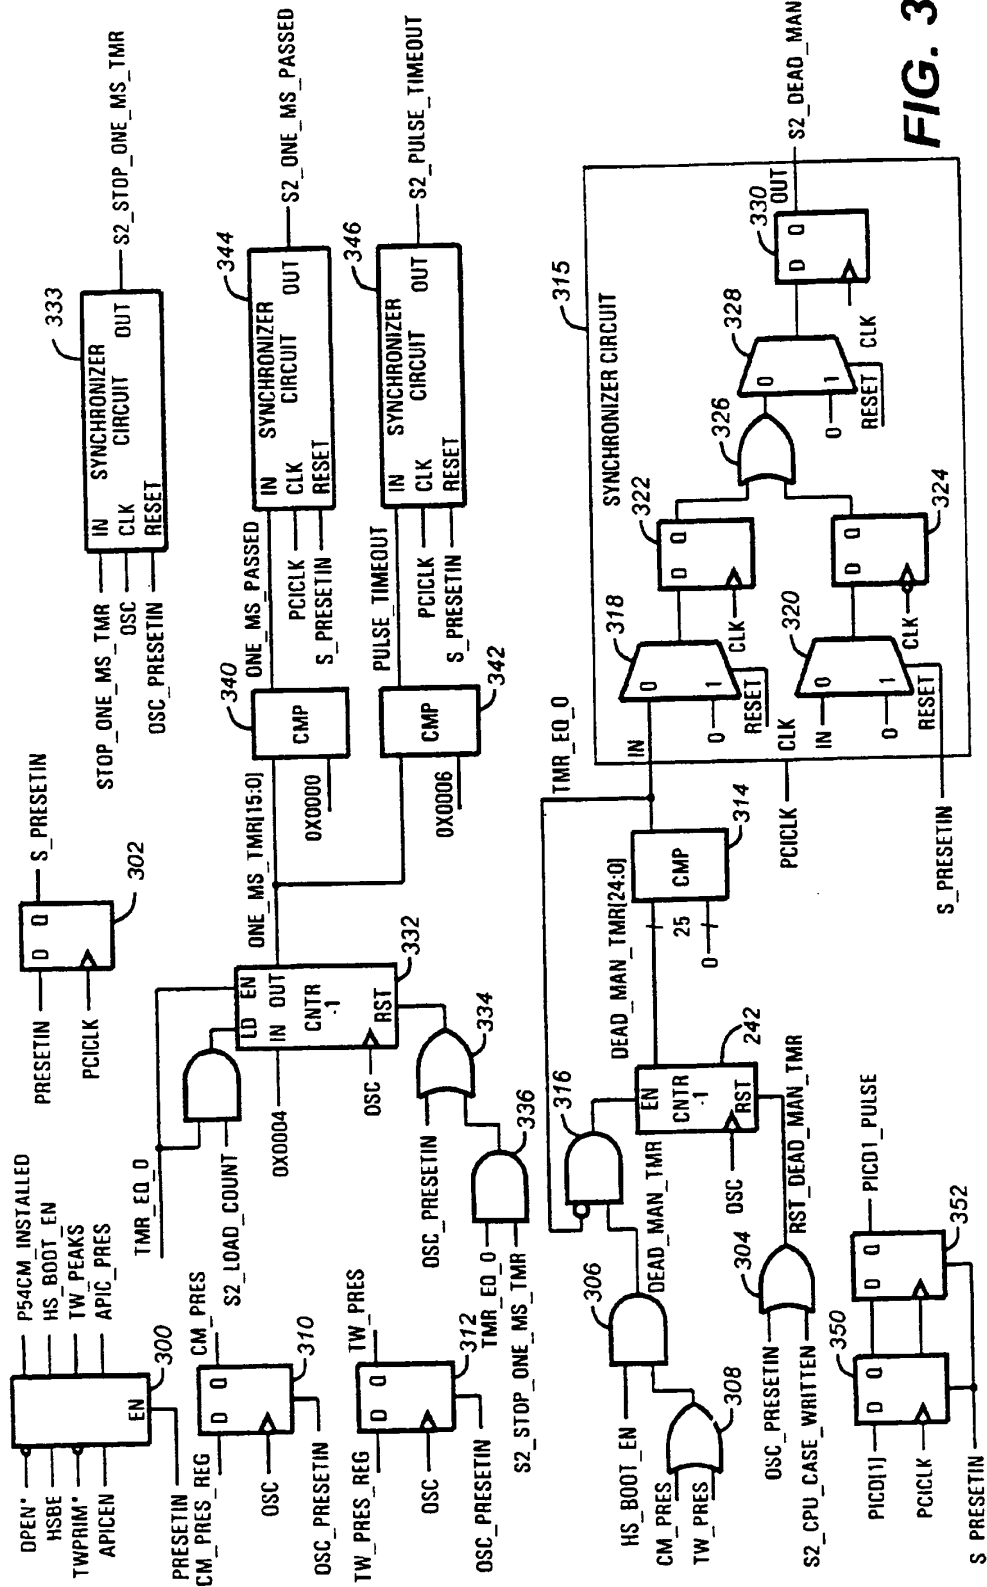 DPEN*
HSBE
TWPRIM*
APICEN
PRESETIN
EN
300
P54CM_INSTALLED
HS_BOOT_EN
TW_PEAKS
APIC_PRES
PRESETIN
PCICLK
D Q
S_PRESETIN
302
STOP_ONE_MS_TMR
OSC
OSC_PRESETIN
IN
CLK
RESET
SYNCHRONIZER
CIRCUIT
OUT
333
S2_STOP_ONE_MS_TMR
CM_PRES_REG
OSC
OSC_PRESETIN
D Q
CM_PRES
310
TW_PRES_REG
OSC
OSC_PRESETIN
D Q
TW_PRES
312
TMR_EQ_0
S2_LOAD_COUNT
0X0004
OSC
LD EN
IN OUT
CNTR
-1
RST
332
OSC_PRESETIN
334
TMR_EQ_0
S2_STOP_ONE_MS_TMR
336
ONE_MS_TMR[15:0]
0X0000
CMP
340
ONE_MS_PASSED
PCICLK
S_PRESETIN
IN
CLK
RESET
SYNCHRONIZER
CIRCUIT
OUT
344
S2_ONE_MS_PASSED
0X0006
CMP
342
PULSE_TIMEOUT
PCICLK
S_PRESETIN
IN
CLK
RESET
SYNCHRONIZER
CIRCUIT
OUT
346
S2_PULSE_TIMEOUT
HS_BOOT_EN
CM_PRES
TW_PRES
308
306
DEAD_MAN_TMR
316
EN
CNTR
-1
RST
242
OSC
OSC_PRESETIN
S2_CPU_CASE_WRITTEN
304
RST_DEAD_MAN_TMR
DEAD_MAN_TMR[24:0]
25
0
CMP
314
TMR_EQ_0
PCICLK
S_PRESETIN
SYNCHRONIZER CIRCUIT
315
IN
0
1
0
RESET
318
CLK
IN
0
1
0
RESET
320
D Q
CLK
322
D Q
CLK
324
326
0
1
0
RESET
328
D Q
CLK
330
OUT
S2_DEAD_MAN
PICD[1]
PCICLK
S PRESETIN
D Q
350
D Q
352
PICD1_PULSE
FIG. 3